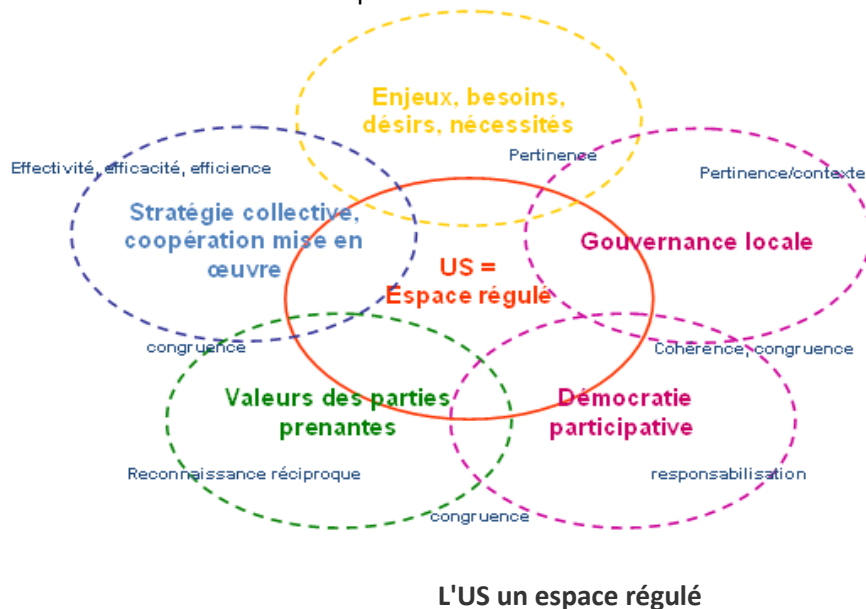 Enjeux, besoins,
désirs, nécessités
Effectivité, efficacité, efficience
Pertinence
Pertinence/contexte
Stratégie collective,
coopération mise en
œuvre
Gouvernance locale
US =
Espace régulé
congruence
Cohérence, congruence
Valeurs des parties
prenantes
Démocratie
participative
Reconnaissance réciproque
responsabilisation
congruence
L'US un espace régulé